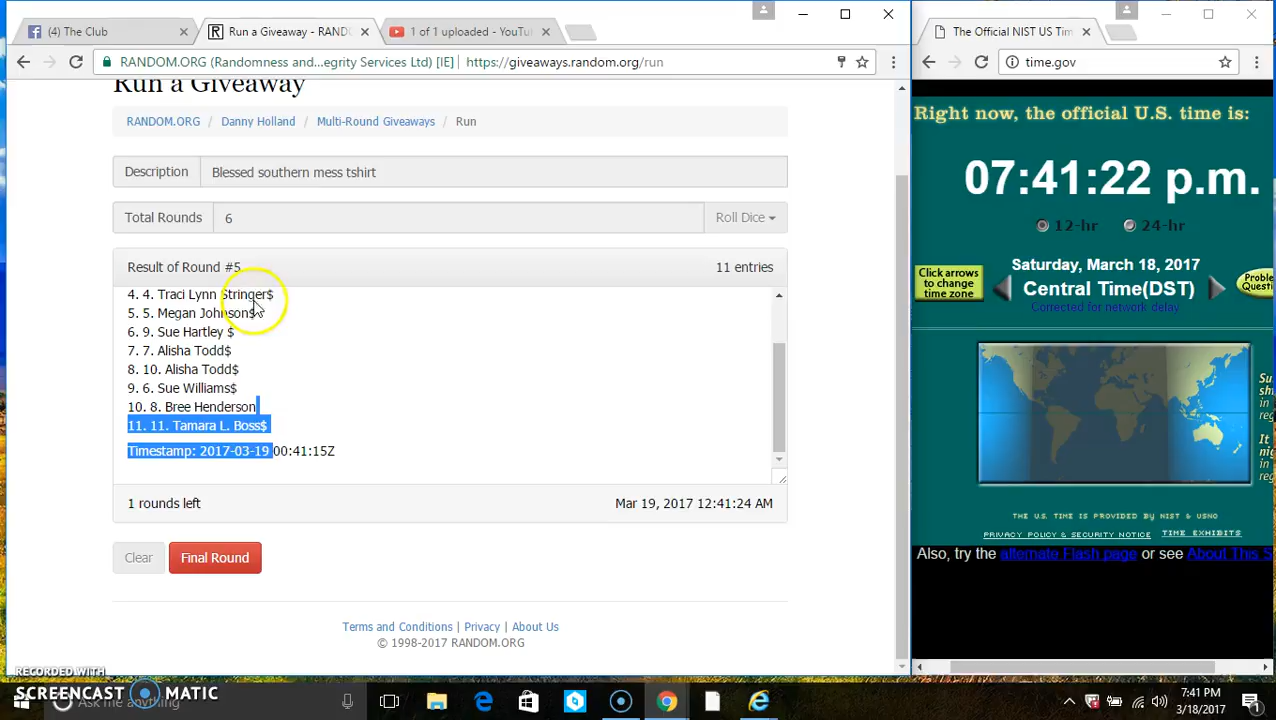 (4) The Club
Run a Giveaway - RAND
1 of 1 uploaded - YouTu
The Official NIST US Tim
RANDOM.ORG (Randomness and...egrity Services Ltd) [IE] https://giveaways.random.org/run
time.gov
Run a Giveaway
RANDOM.ORG / Danny Holland / Multi-Round Giveaways / Run
Description Blessed southern mess tshirt
Total Rounds 6 Roll Dice
Result of Round #5 11 entries
4. 4. Traci Lynn Stringer$
5. 5. Megan Johnson$
6. 9. Sue Hartley $
7. 7. Alisha Todd$
8. 10. Alisha Todd$
9. 6. Sue Williams$
10. 8. Bree Henderson
11. 11. Tamara L. Boss$
Timestamp: 2017-03-19 00:41:15Z
1 rounds left Mar 19, 2017 12:41:24 AM
Clear Final Round
Terms and Conditions | Privacy | About Us
© 1998-2017 RANDOM.ORG
Right now, the official U.S. time is:
07:41:22 p.m.
12-hr 24-hr
Click arrows
to change
time zone
Saturday, March 18, 2017
Central Time(DST)
Corrected for network delay
Proble
Questi
THE U.S. TIME IS PROVIDED BY NIST & USNO
PRIVACY POLICY & SECURITY NOTICE TIME EXHIBITS
Also, try the alternate Flash page or see About This S
RECORDED WITH
SCREENCAST MATIC
Ask me anything
7:41 PM
3/18/2017